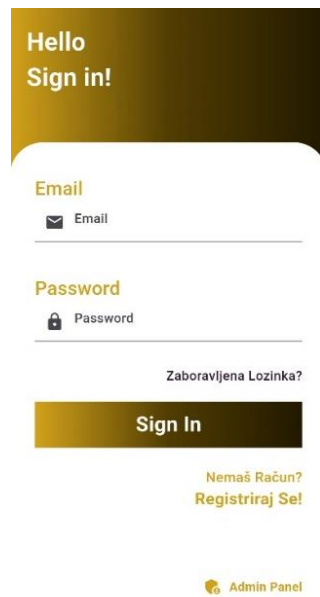 Hello
Sign in!
Email
Email
Password
Password
Zaboravljena Lozinka?
Sign In
Nemaš Račun?
Registriraj Se!
Admin Panel